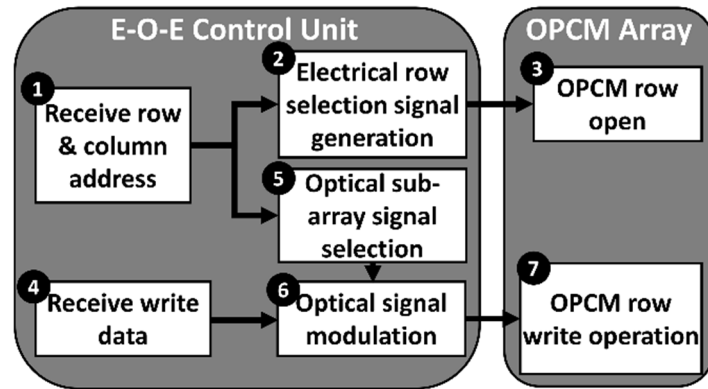 E-O-E Control Unit
OPCM Array
1
Receive row
& column
address
2
Electrical row
selection signal
generation
3
OPCM row
open
5
Optical sub-
array signal
selection
4
Receive write
data
6
Optical signal
modulation
7
OPCM row
write operation